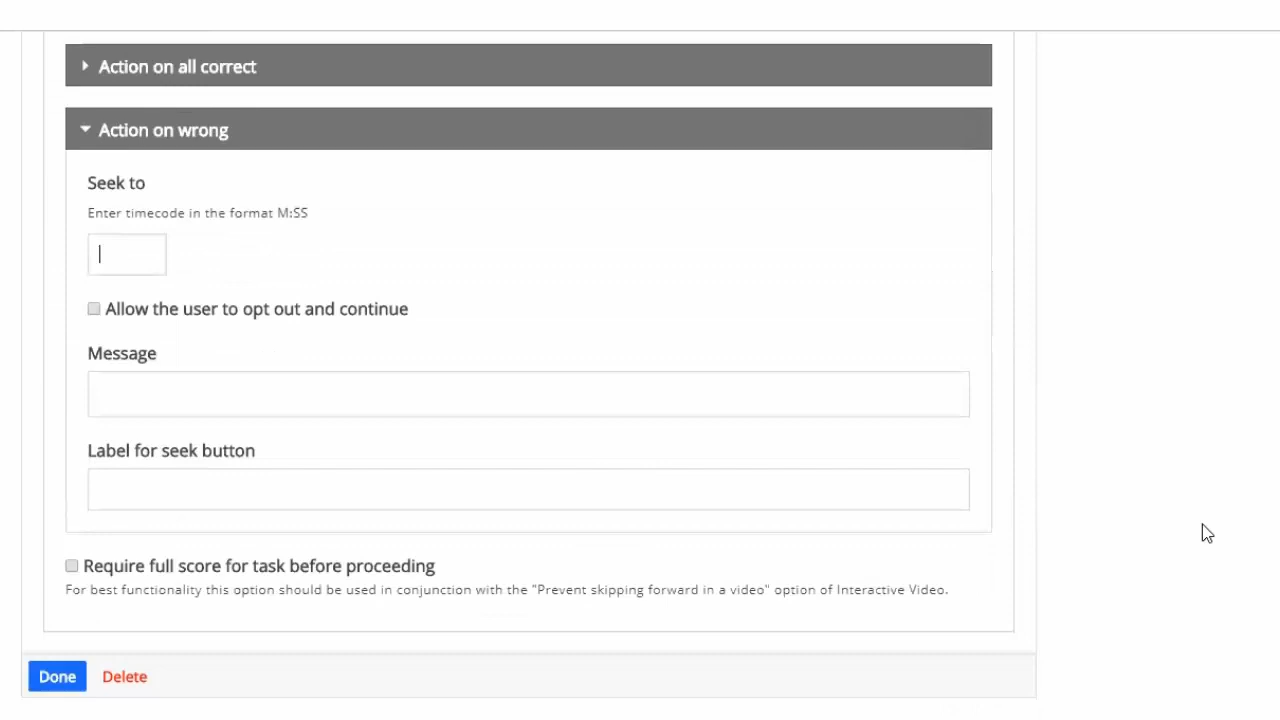 Action on all correct
Action on wrong
Seek to
Enter timecode in the format M:SS
Allow the user to opt out and continue
Message
Label for seek button
Require full score for task before proceeding
For best functionality this option should be used in conjunction with the "Prevent skipping forward in a video" option of Interactive Video.
Done Delete